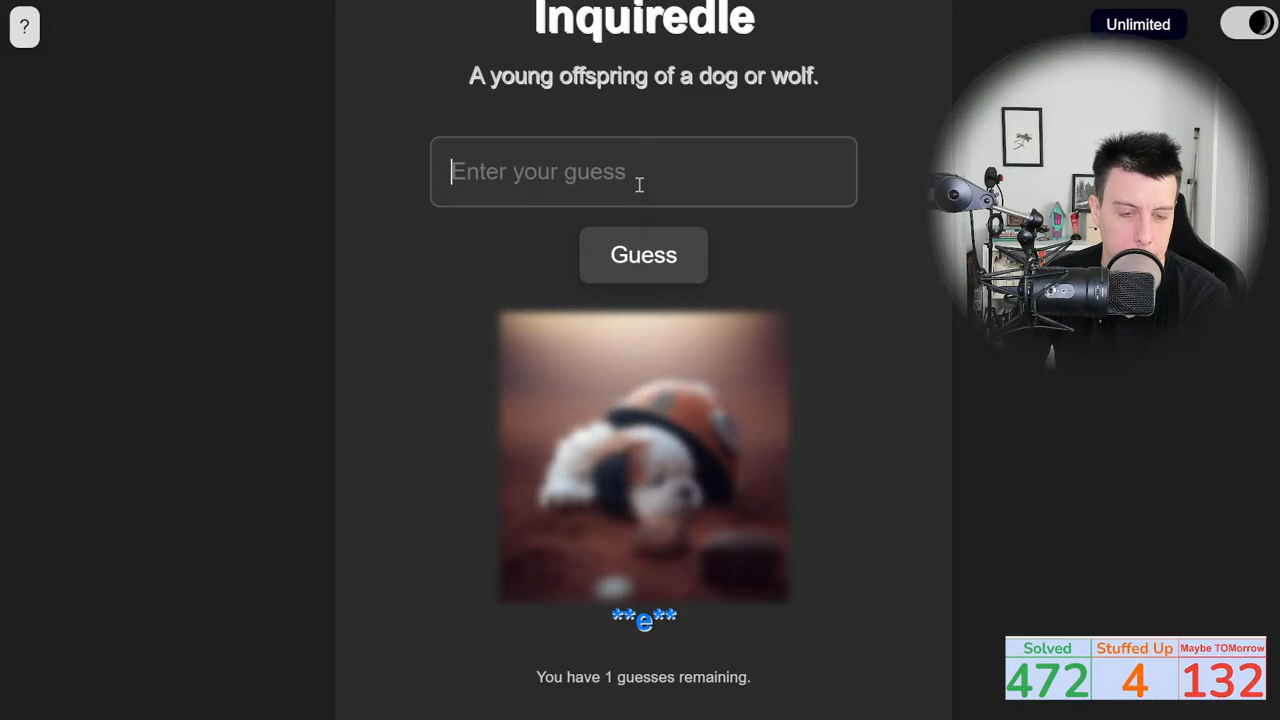 ?
Inquiredle
Unlimited
A young offspring of a dog or wolf.
Enter your guess
Guess
**e**
You have 1 guesses remaining.
Solved Stuffed Up Maybe TOMorrow
472 4 132